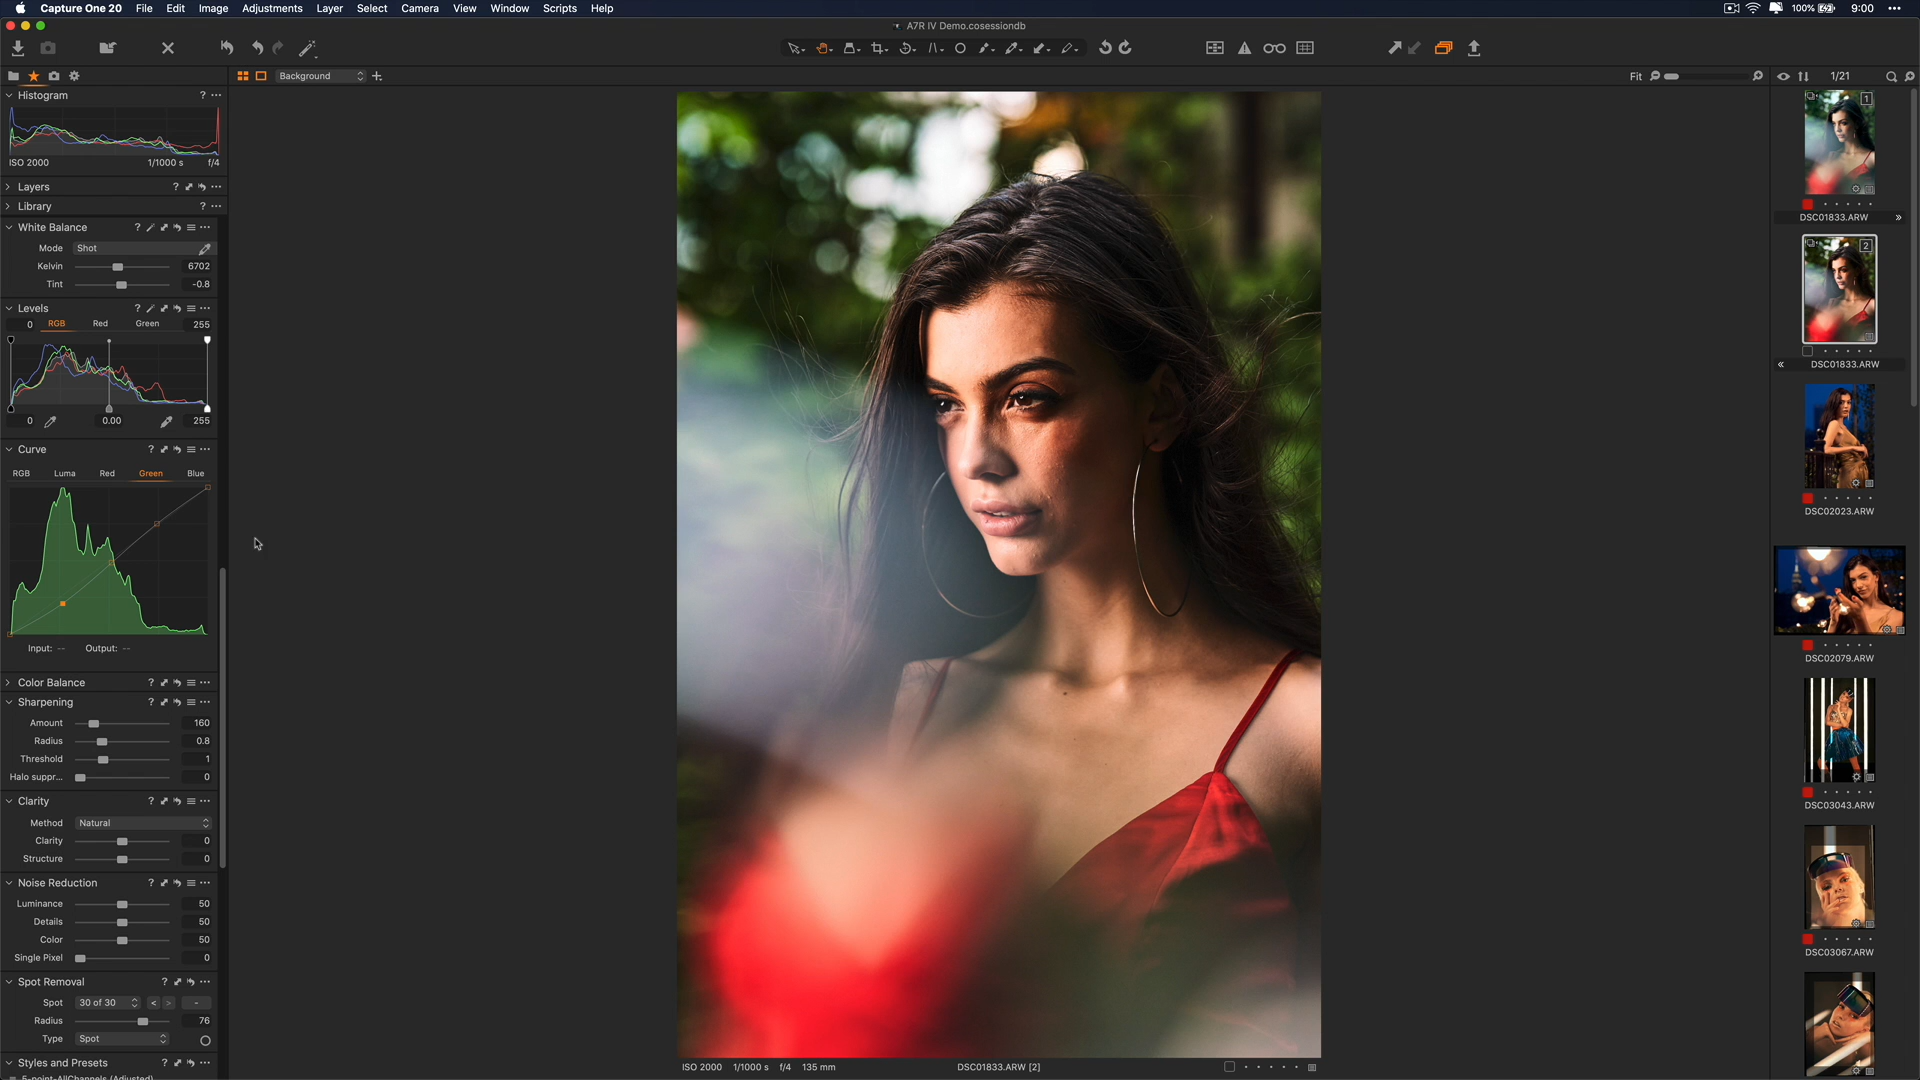 Capture One 20 File Edit Image Adjustments Layer Select Camera View Window Scripts Help 100% 9:00
A7R IV Demo.cosessiondb
Background Fit 1/21
Histogram ?
ISO 2000 1/1000 s f/4
Layers ?
Library ?
White Balance ?
Mode Shot
Kelvin 6702
Tint -0.8
Levels ?
0 RGB Red Green 255
0 0.00 255
Curve ?
RGB Luma Red Green Blue
Input: -- Output: --
Color Balance ?
Sharpening ?
Amount 160
Radius 0.8
Threshold 1
Halo suppr... 0
Clarity ?
Method Natural
Clarity 0
Structure 0
Noise Reduction ?
Luminance 50
Details 50
Color 50
Single Pixel 0
Spot Removal ?
Spot 30 of 30 < > -
Radius 76
Type Spot
Styles and Presets ?
5-point-AllChannels (Adjusted)
ISO 2000 1/1000 s f/4 135 mm DSC01833.ARW [2]
1
DSC01833.ARW »
2
« DSC01833.ARW
DSC02023.ARW
DSC02079.ARW
DSC03043.ARW
DSC03067.ARW